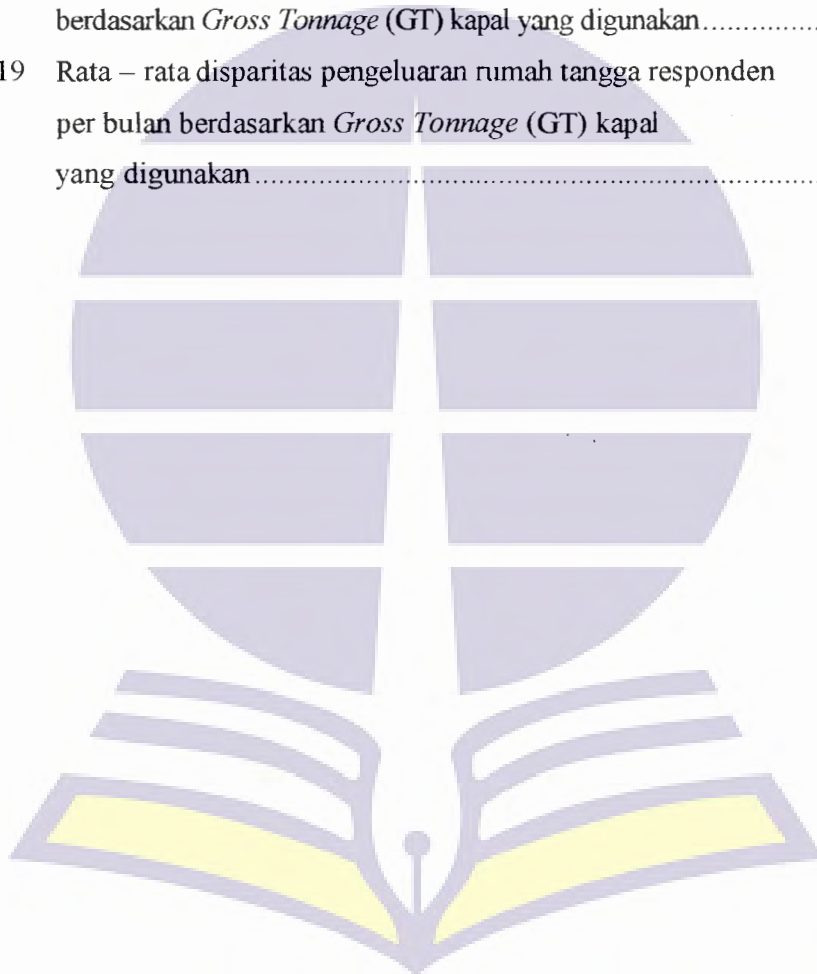 berdasarkan Gross Tonnage (GT) kapal yang digunakan...............
19 Rata – rata disparitas pengeluaran rumah tangga responden
per bulan berdasarkan Gross Tonnage (GT) kapal
yang digunakan.......................................................................